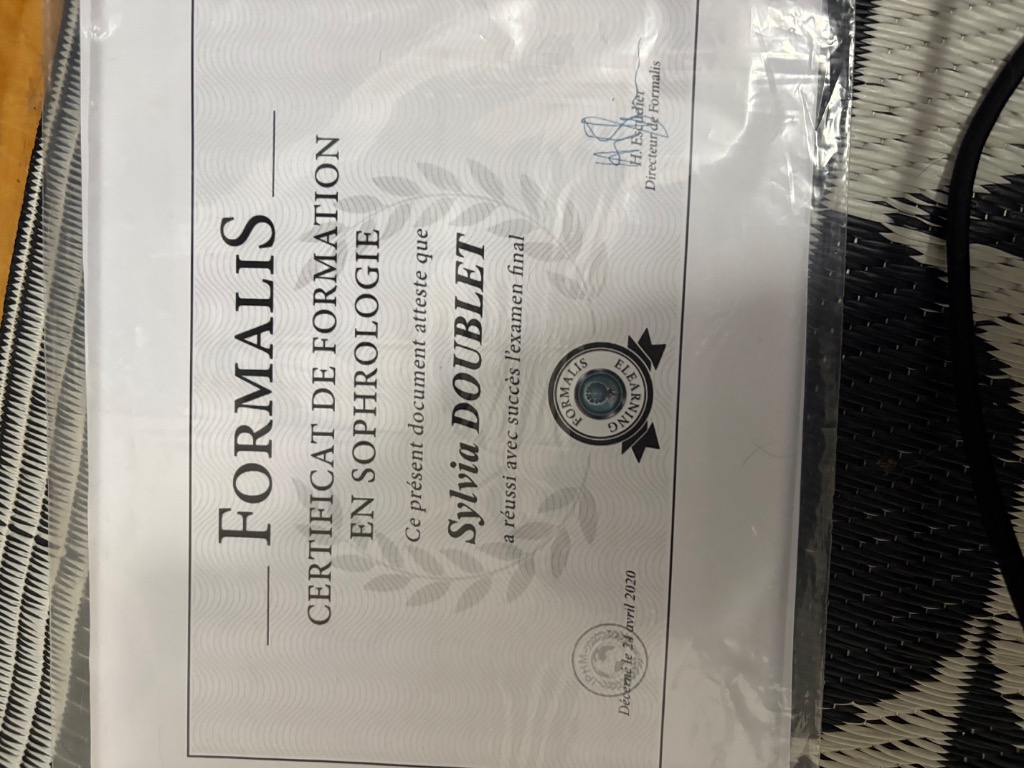 FORMALIS
CERTIFICAT DE FORMATION
EN SOPHROLOGIE
Ce présent document atteste que
Sylvia DOUBLET
a réussi avec succès l'examen final
FORMALIS ELEARNING
Décerné le 24 avril 2020
H. Escudier
Directeur de Formalis